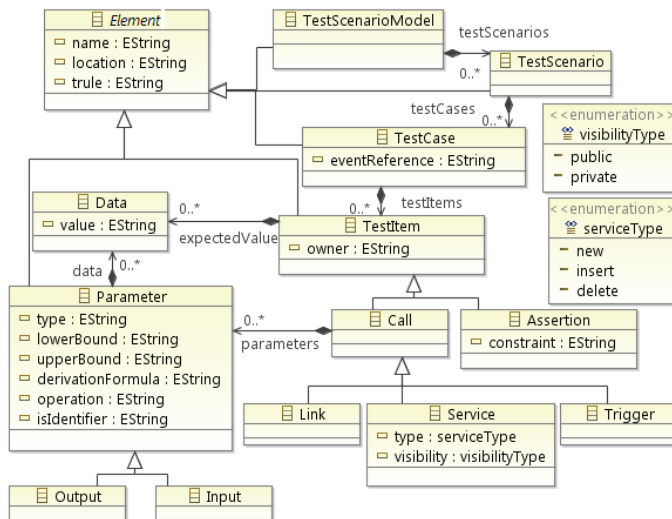 Element
name : EString
location : EString
trule : EString
TestScenarioModel
testScenarios
0..*
TestScenario
testCases
0..*
TestCase
eventReference : EString
<<enumeration>>
visibilityType
public
private
testItems
0..*
Data
value : EString
0..*
expectedValue
TestItem
owner : EString
<<enumeration>>
serviceType
new
insert
delete
data
0..*
Parameter
type : EString
lowerBound : EString
upperBound : EString
derivationFormula : EString
operation : EString
isIdentifier : EString
0..*
parameters
Call
Assertion
constraint : EString
Link
Service
type : serviceType
visibility : visibilityType
Trigger
Output
Input